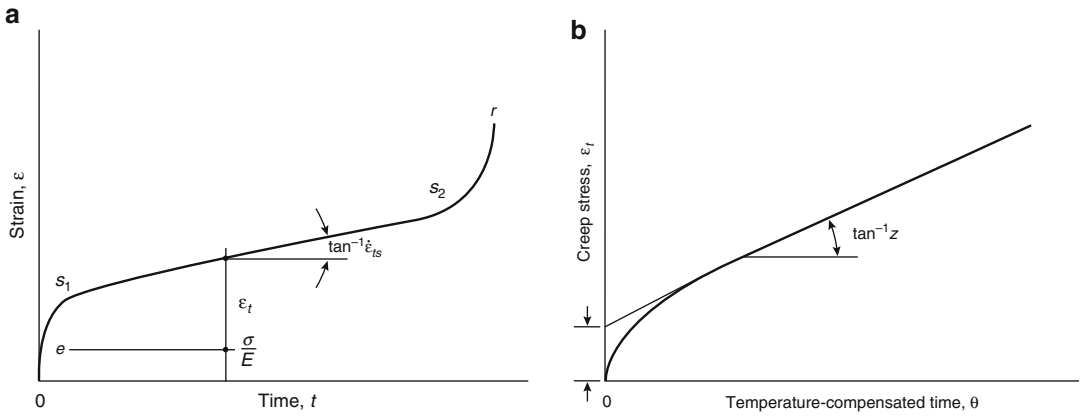 a
Strain, ε
r
s₂
tan⁻¹ε̇ₜₛ
s₁
εₜ
e
σ/E
0
Time, t
b
Creep stress, εₜ
tan⁻¹z
0
Temperature-compensated time, θ